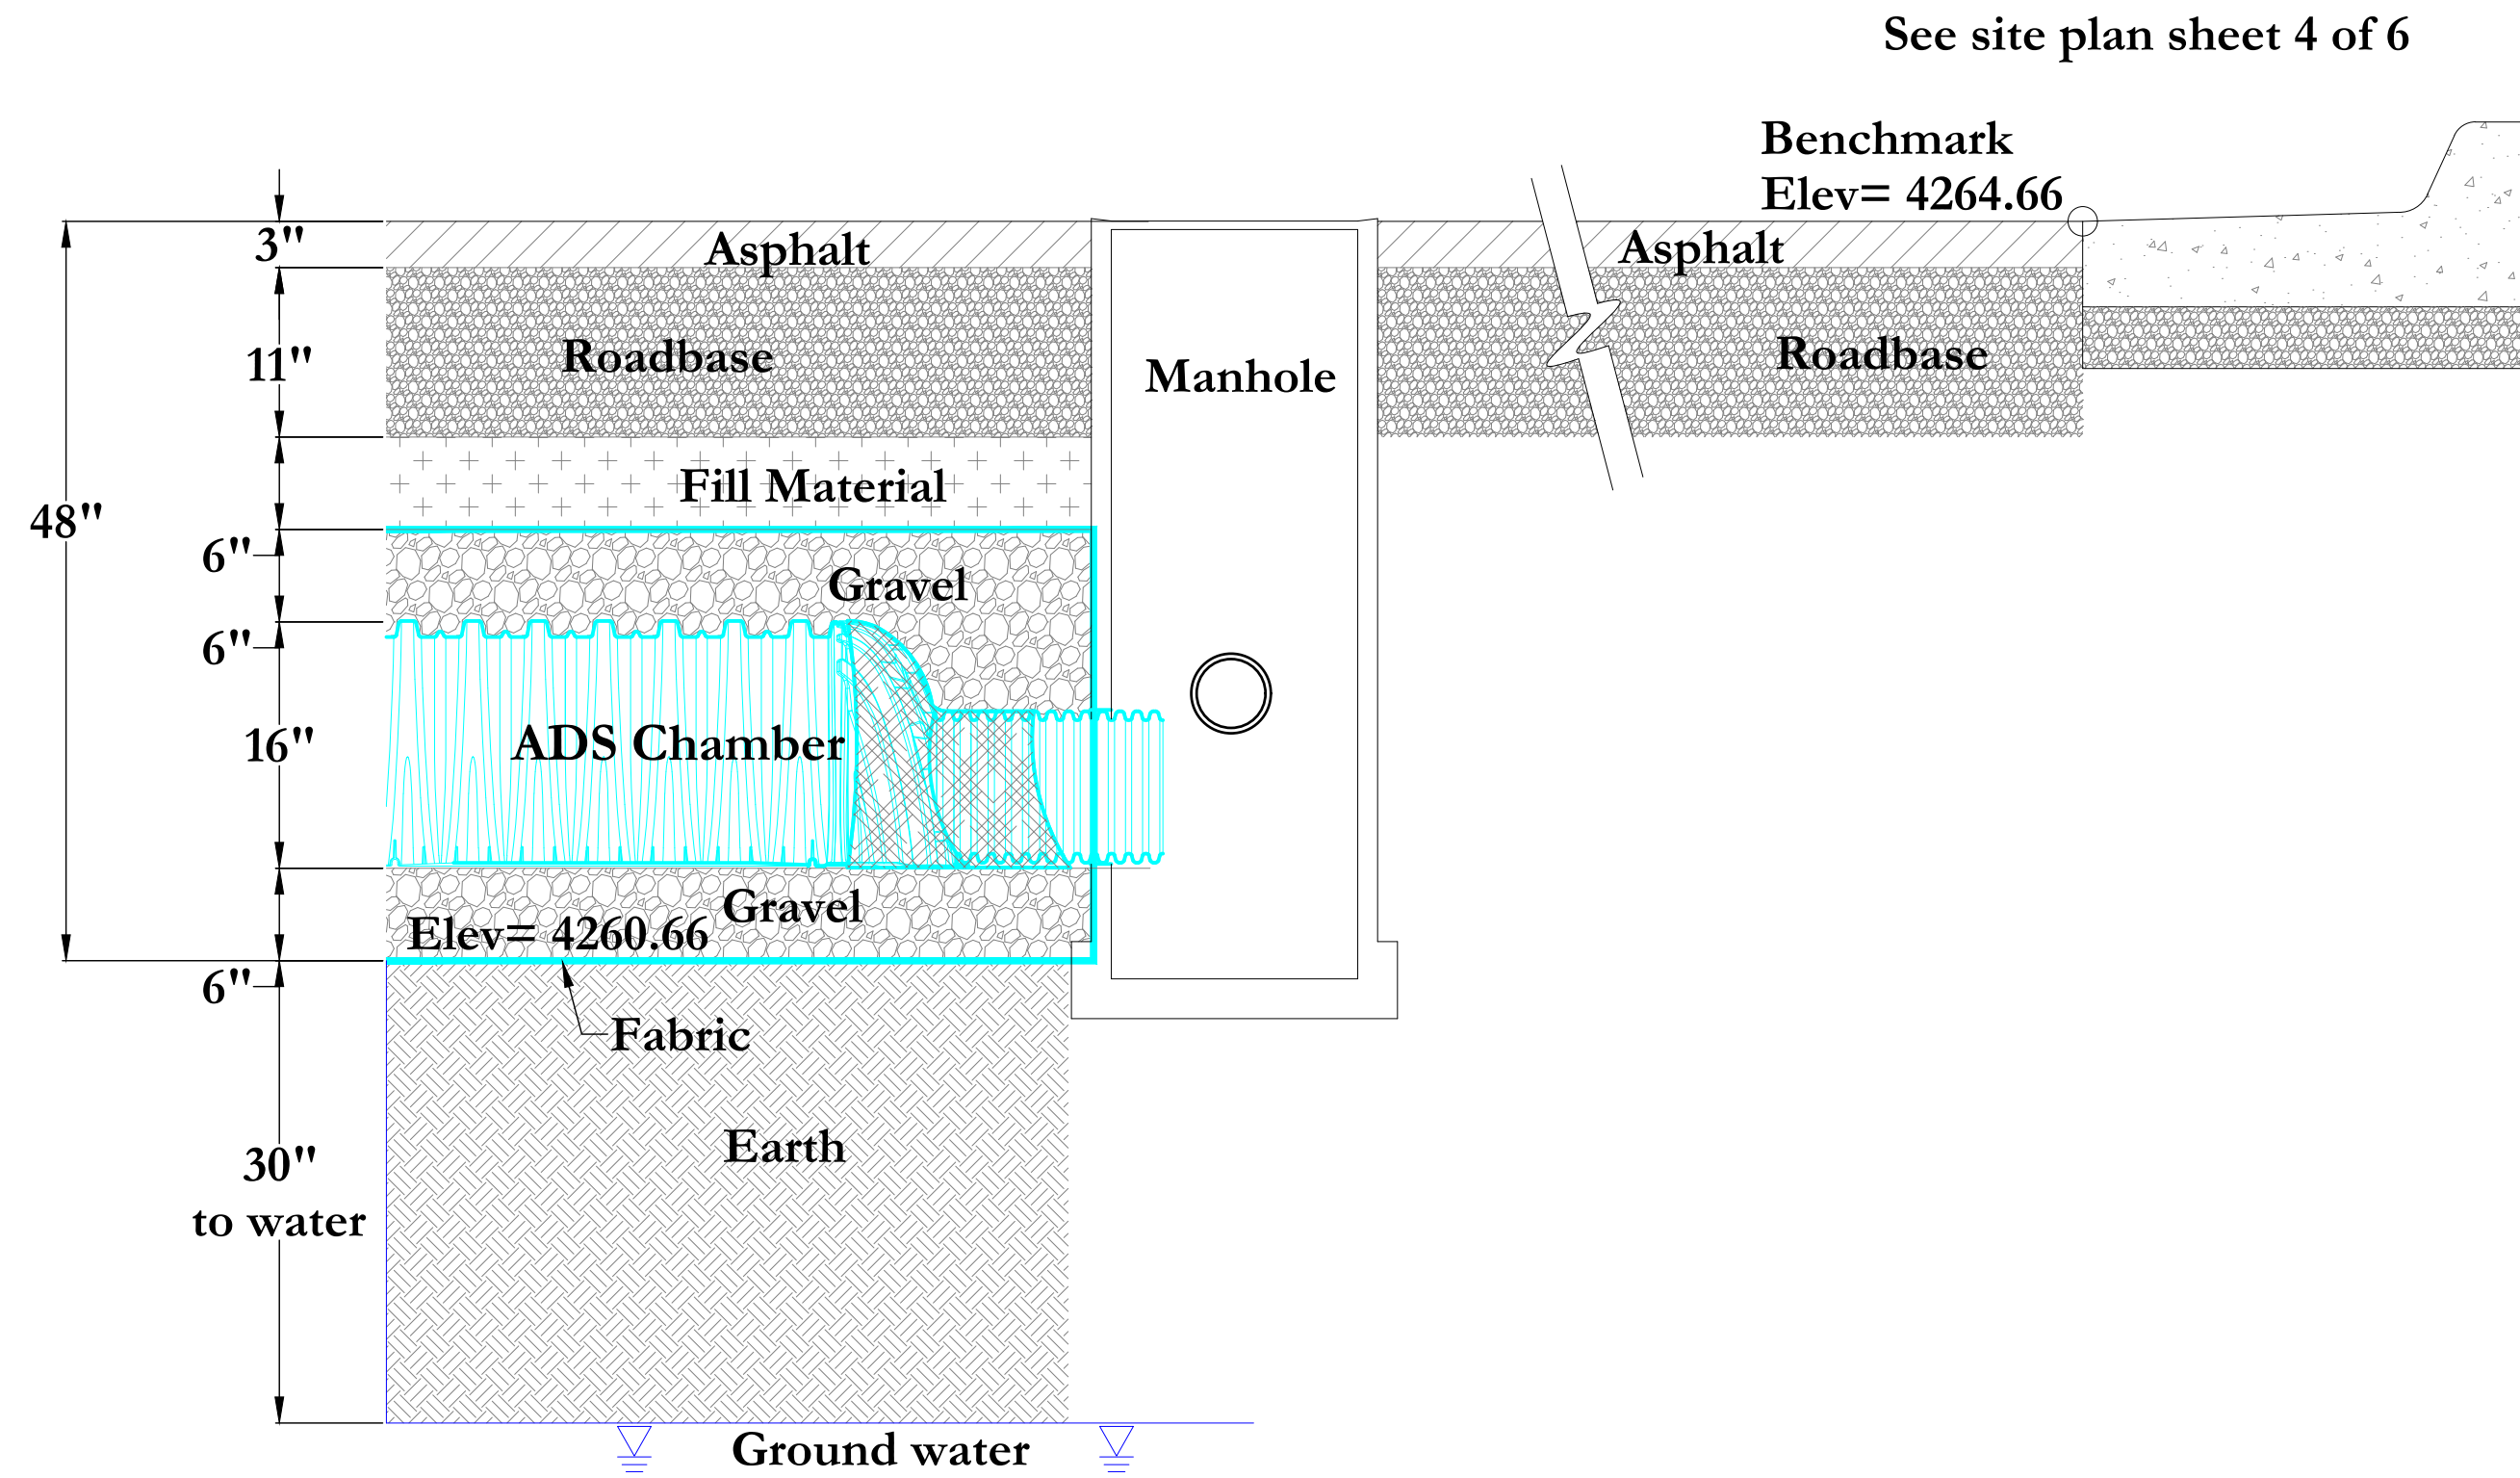 See site plan sheet 4 of 6
Benchmark
Elev= 4264.66
3"
Asphalt
Asphalt
11"
Roadbase
Roadbase
Manhole
48"
Fill Material
6"
Gravel
6"
16"
ADS Chamber
Gravel
Elev= 4260.66
6"
Fabric
Earth
30"
to water
Ground water